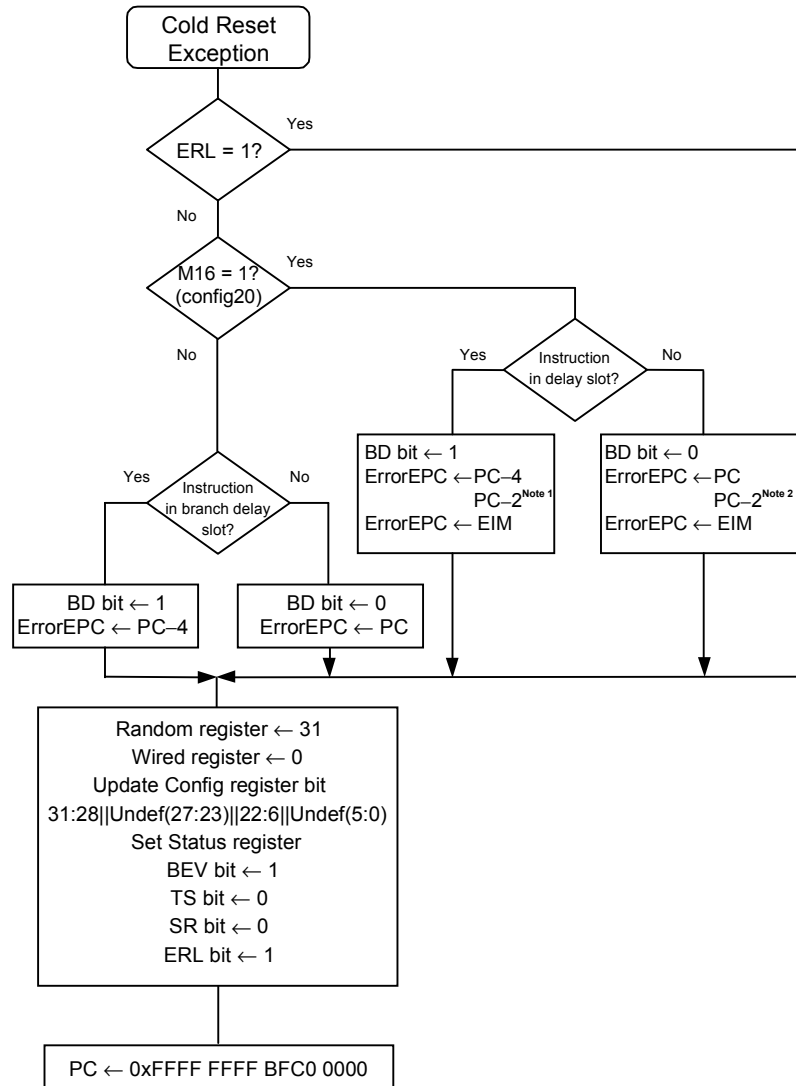 Cold Reset
Exception
Yes
ERL = 1?
No
M16 = 1?
(config20)
Yes
No
Yes
Instruction
in delay slot?
No
BD bit ← 1
ErrorEPC ←PC–4
PC–2Note 1
ErrorEPC ← EIM
BD bit ← 0
ErrorEPC ←PC
PC–2Note 2
ErrorEPC ← EIM
Yes
Instruction
in branch delay
slot?
No
BD bit ← 1
ErrorEPC ← PC–4
BD bit ← 0
ErrorEPC ← PC
Random register ← 31
Wired register ← 0
Update Config register bit
31:28||Undef(27:23)||22:6||Undef(5:0)
Set Status register
BEV bit ← 1
TS bit ← 0
SR bit ← 0
ERL bit ← 1
PC ← 0xFFFF FFFF BFC0 0000